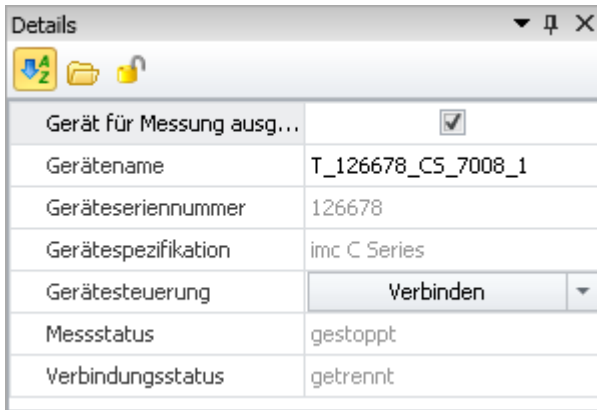 Details
Gerät für Messung ausg...
Gerätename T_126678_CS_7008_1
Geräteseriennummer 126678
Gerätespezifikation imc C Series
Gerätesteuerung Verbinden
Messstatus gestoppt
Verbindungsstatus getrennt